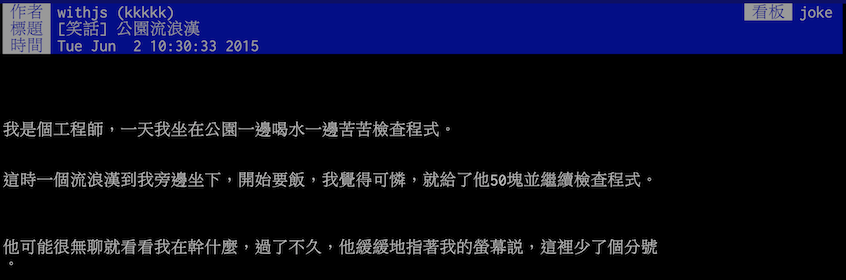 作者 withjs (kkkkk) 看板 joke
標題 [笑話] 公園流浪漢
時間 Tue Jun  2 10:30:33 2015
我是個工程師，一天我坐在公園一邊喝水一邊苦苦檢查程式。
這時一個流浪漢到我旁邊坐下，開始要飯，我覺得可憐，就給了他50塊並繼續檢查程式。
他可能很無聊就看看我在幹什麼，過了不久，他緩緩地指著我的螢幕說，這裡少了個分號
。